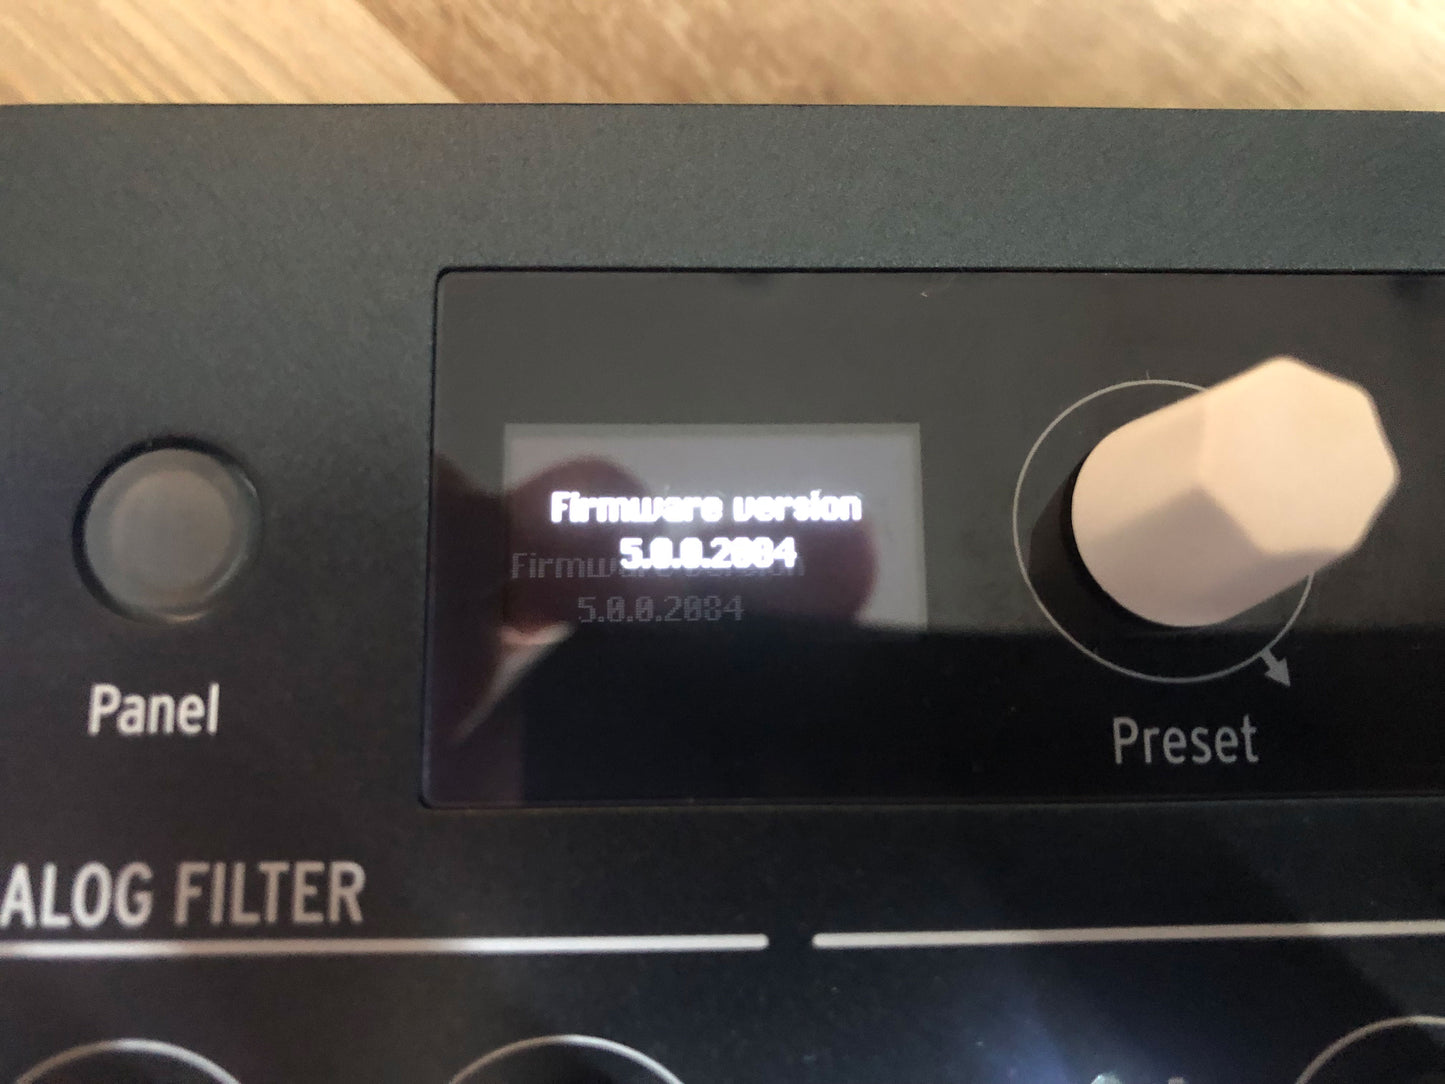 Firmware version
5.0.0.2084
Firmware version
5.0.0.2084
Panel
Preset
ALOG FILTER